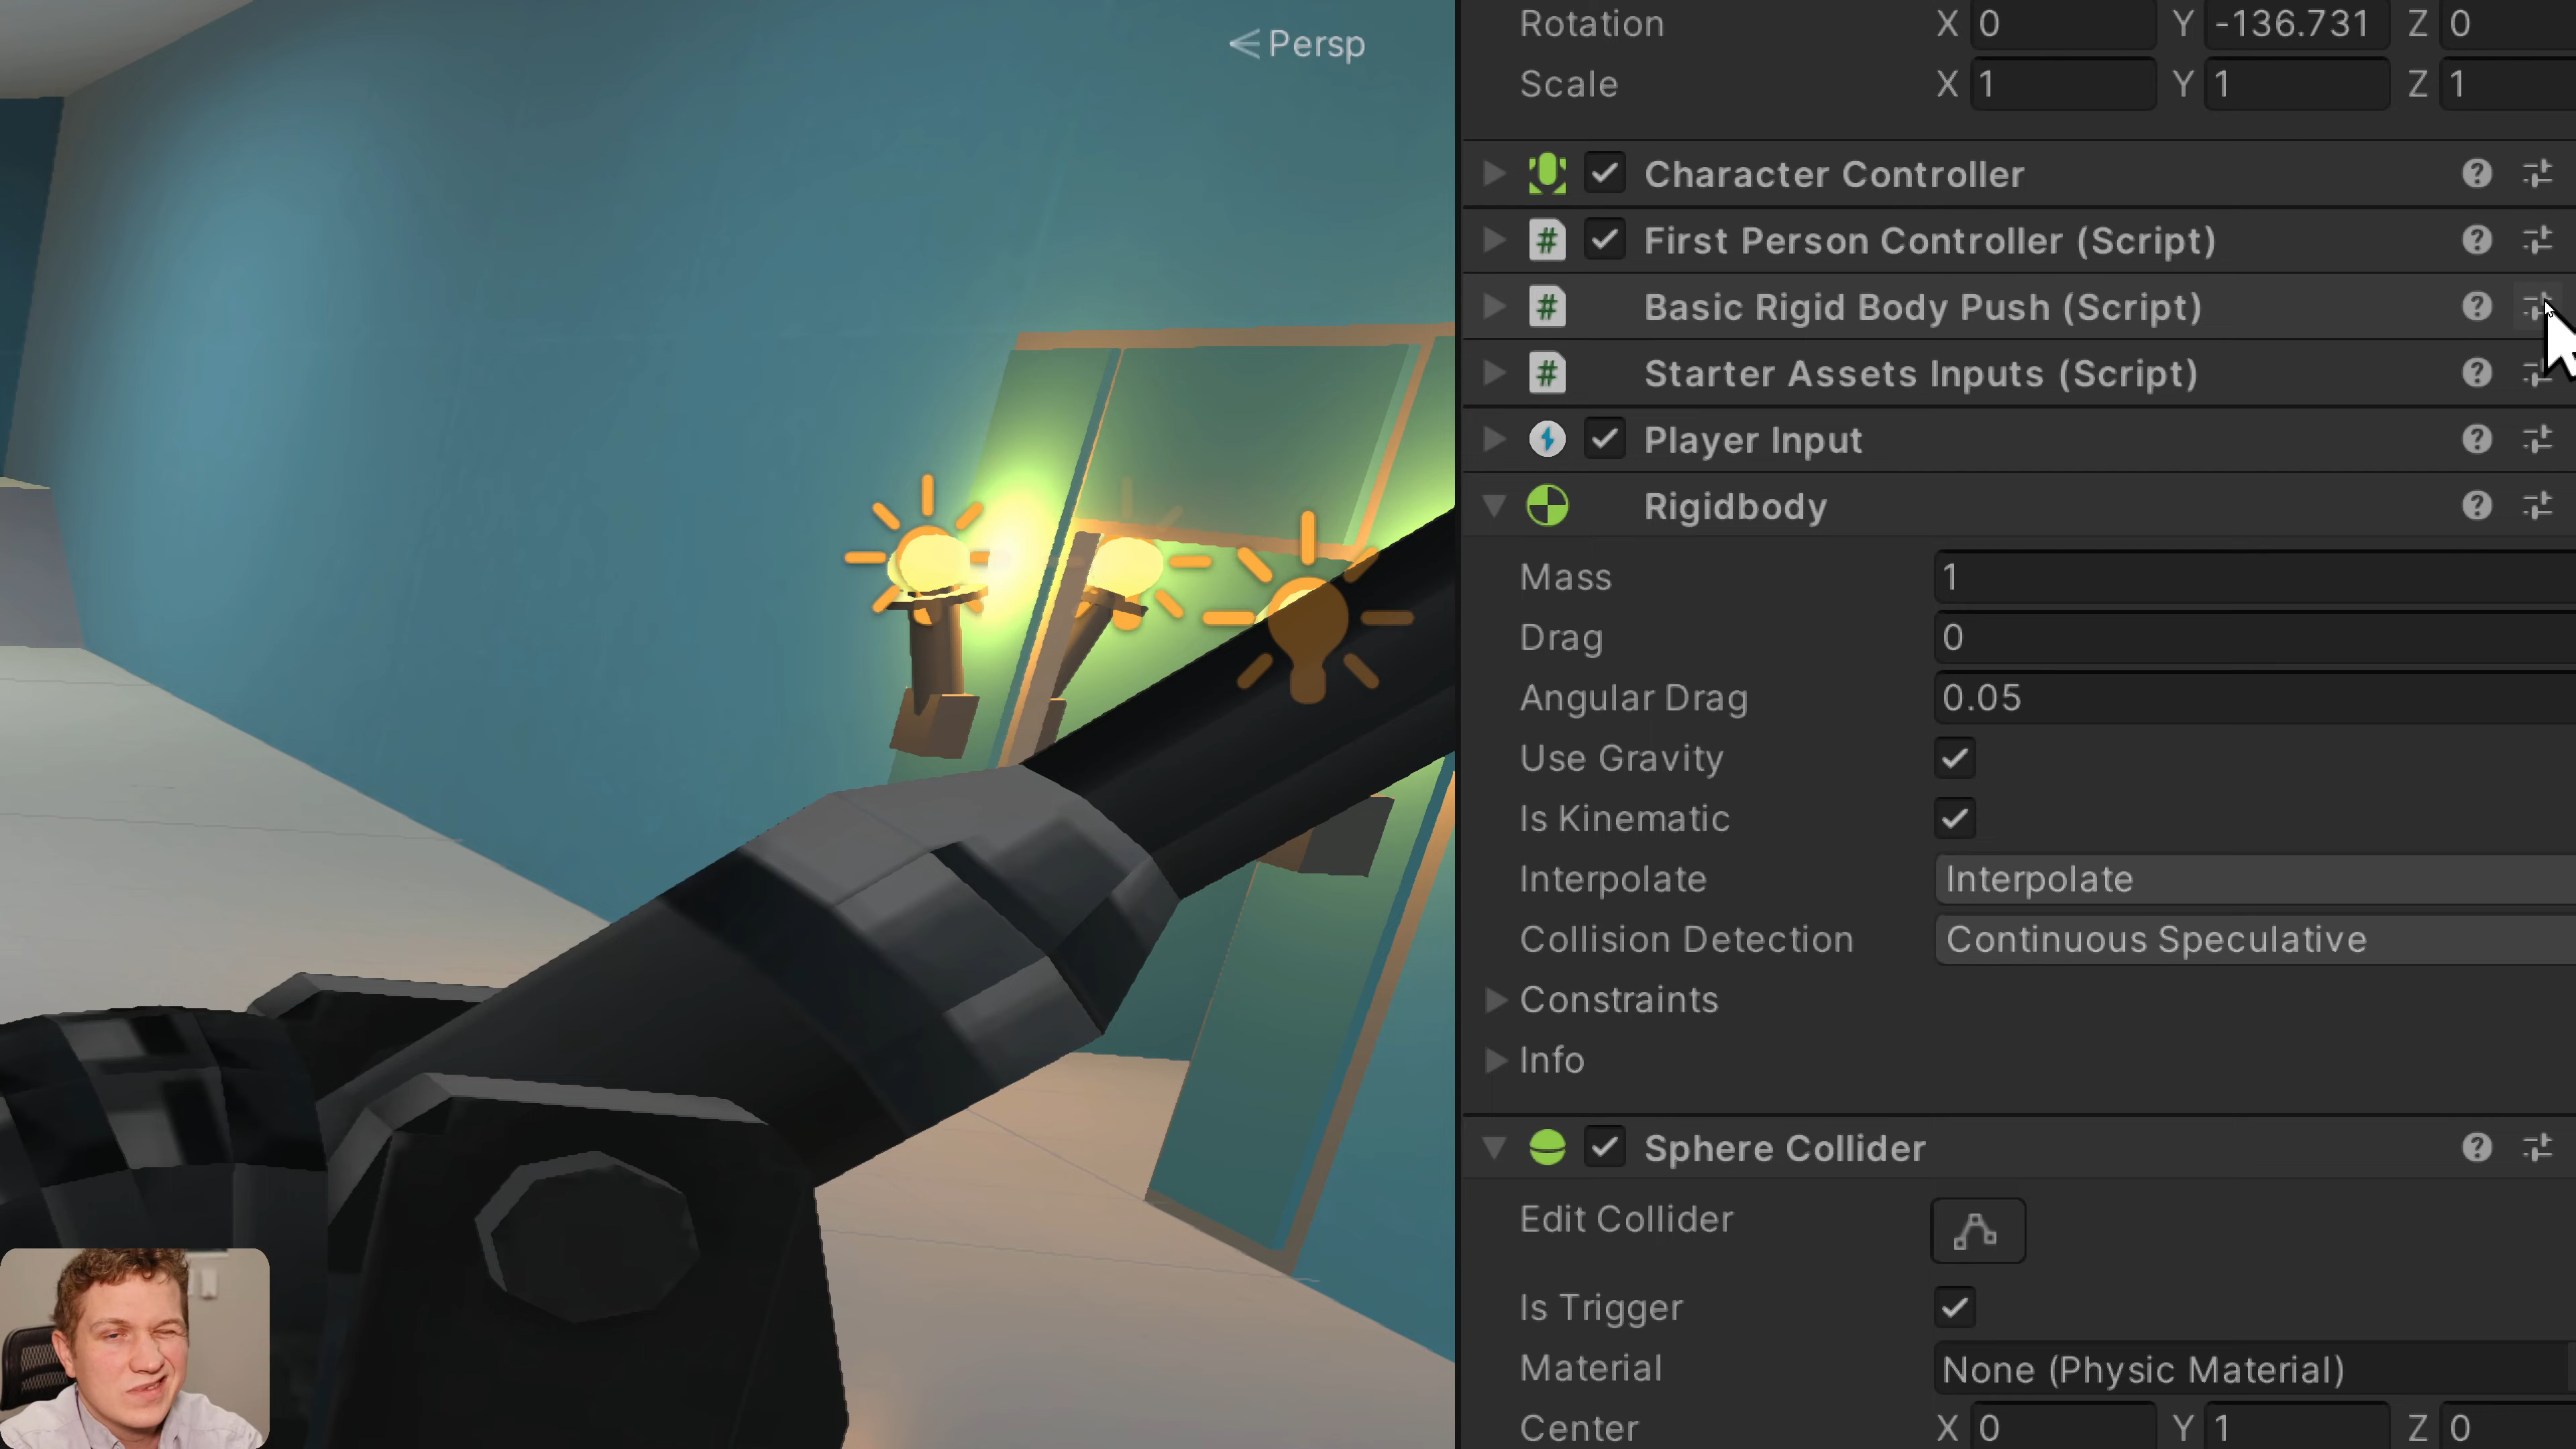 Persp
Rotation X 0 Y -136.731 Z 0
Scale X 1 Y 1 Z 1
Character Controller
# First Person Controller (Script)
# Basic Rigid Body Push (Script)
# Starter Assets Inputs (Script)
Player Input
Rigidbody
Mass 1
Drag 0
Angular Drag 0.05
Use Gravity
Is Kinematic
Interpolate Interpolate
Collision Detection Continuous Speculative
Constraints
Info
Sphere Collider
Edit Collider
Is Trigger
Material None (Physic Material)
Center X 0 Y 1 Z 0